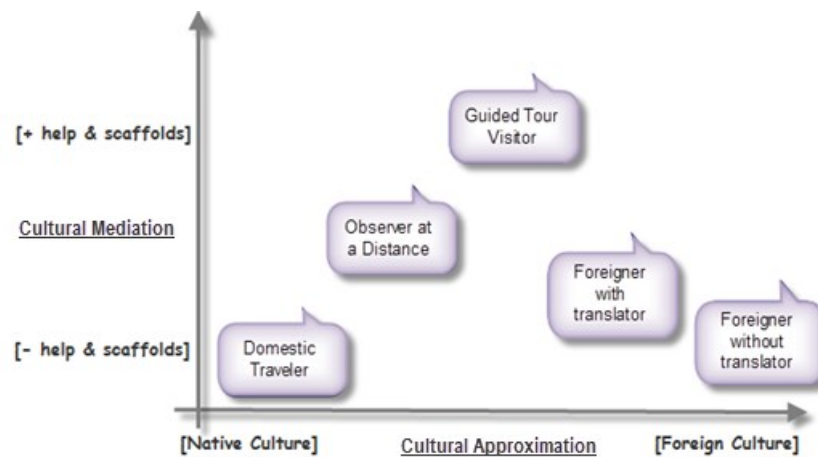 Guided Tour
Visitor
[+ help & scaffolds]
Observer at
a Distance
Cultural Mediation
Foreigner
with
translator
Foreigner
without
translator
Domestic
Traveler
[- help & scaffolds]
[Native Culture]
Cultural Approximation
[Foreign Culture]